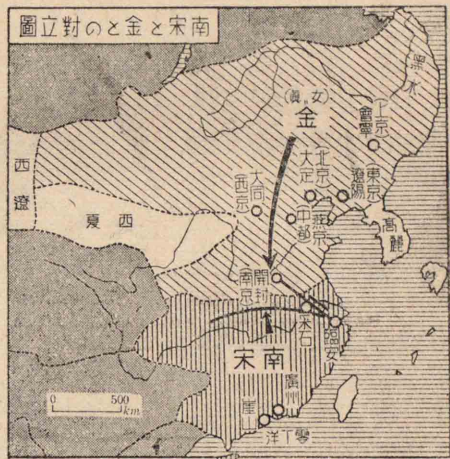 南宋と金との對立圖
金
(女眞)
會寧
(上京)
遼陽
(東京)
大定
(北京)
燕京
(中都)
大同
(西京)
高麗
西遼
西夏
開封
(南京)
采石
臨安
南宋
廣州
崖山
零丁洋
0 500
km